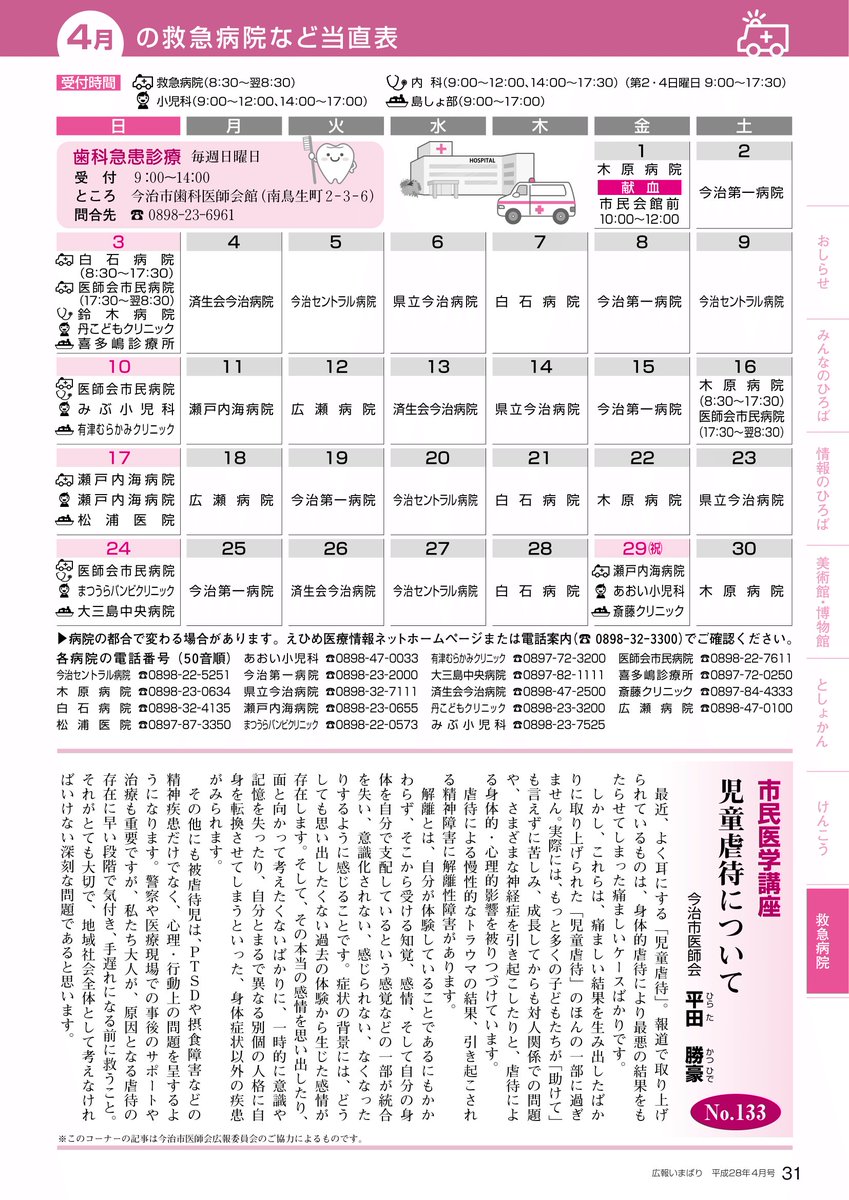 4月 の救急病院など当直表
受付時間 救急病院(8:30〜翌8:30) 内 科(9:00〜12:00、14:00〜17:30)(第2・4日曜日 9:00〜17:30)
小児科(9:00〜12:00、14:00〜17:00) 島しょ部(9:00〜17:00)
日 月 火 水 木 金 土
歯科急患診療 毎週日曜日
受 付 9:00〜14:00
ところ 今治市歯科医師会館(南鳥生町2-3-6)
問合先 ☎0898-23-6961
HOSPITAL
1
木原病院
献血
市民会館前
10:00〜12:00
2
今治第一病院
3
白石病院
(8:30〜17:30)
医師会市民病院
(17:30〜翌8:30)
鈴木病院
丹こどもクリニック
喜多嶋診療所
4
済生会今治病院
5
今治セントラル病院
6
県立今治病院
7
白石病院
8
今治第一病院
9
今治セントラル病院
10
医師会市民病院
みぶ小児科
有津むらかみクリニック
11
瀬戸内海病院
12
広瀬病院
13
済生会今治病院
14
県立今治病院
15
今治第一病院
16
木原病院
(8:30〜17:30)
医師会市民病院
(17:30〜翌8:30)
17
瀬戸内海病院
瀬戸内海病院
松浦医院
18
広瀬病院
19
今治第一病院
20
今治セントラル病院
21
白石病院
22
木原病院
23
県立今治病院
24
医師会市民病院
まつうらバンビクリニック
大三島中央病院
25
今治第一病院
26
済生会今治病院
27
今治セントラル病院
28
白石病院
29㊗
瀬戸内海病院
あおい小児科
斎藤クリニック
30
木原病院
▶病院の都合で変わる場合があります。えひめ医療情報ネットホームページまたは電話案内(☎0898-32-3300)でご確認ください。
各病院の電話番号(50音順) あおい小児科 ☎0898-47-0033 有津むらかみクリニック ☎0897-72-3200 医師会市民病院 ☎0898-22-7611
今治セントラル病院 ☎0898-22-5251 今治第一病院 ☎0898-23-2000 大三島中央病院 ☎0897-82-1111 喜多嶋診療所 ☎0897-72-0250
木原病院 ☎0898-23-0634 県立今治病院 ☎0898-32-7111 済生会今治病院 ☎0898-47-2500 斎藤クリニック ☎0897-84-4333
白石病院 ☎0898-32-4135 瀬戸内海病院 ☎0898-23-0655 丹こどもクリニック ☎0898-23-3200 広瀬病院 ☎0898-47-0100
松浦医院 ☎0897-87-3350 まつうらバンビクリニック ☎0898-22-0573 みぶ小児科 ☎0898-23-7525
市民医学講座
児童虐待について
今治市医師会 平田 勝豪
ひらた かつひで
No.133
最近、よく耳にする「児童虐待」。報道で取り上げ
られているものは、身体的虐待により最悪の結果をも
たらせてしまった痛ましいケースばかりです。
しかし、これらは、痛ましい結果を生み出したばか
りに取り上げられた「児童虐待」のほんの一部に過ぎ
ません。実際には、もっと多くの子どもたちが「助けて」
も言えずに苦しみ、成長してからも対人関係での問題
や、さまざまな神経症を引き起こしたりと、虐待によ
る身体的・心理的影響を被りつづけています。
虐待による慢性的なトラウマの結果、引き起こされ
る精神障害に解離性障害があります。
解離とは、自分が体験していることであるにもかか
わらず、そこから受ける知覚、感情、そして自分の身
体を自分で支配しているという感覚などの一部が統合
を失い、意識化されない、感じられない、なくなった
りするように感じることです。症状の背景には、どう
しても思い出したくない過去の体験から生じた感情が
存在します。そして、その本当の感情を思い出したり、
面と向かって考えたくないばかりに、一時的に意識や
記憶を失ったり、自分とまるで異なる別個の人格に自
身を転換させてしまうといった、身体症状以外の疾患
がみられます。
その他にも被虐待児は、PTSDや摂食障害などの
精神疾患だけでなく、心理・行動上の問題を呈するよ
うになります。警察や医療現場での事後のサポートや
治療も重要ですが、私たち大人が、原因となる虐待の
存在に早い段階で気付き、手遅れになる前に救うこと。
それがとても大切で、地域社会全体として考えなけれ
ばいけない深刻な問題であると思います。
※このコーナーの記事は今治市医師会広報委員会のご協力によるものです。
おしらせ
みんなのひろば
情報のひろば
美術館・博物館
としょかん
けんこう
救急病院
広報いまばり 平成28年4月号 31